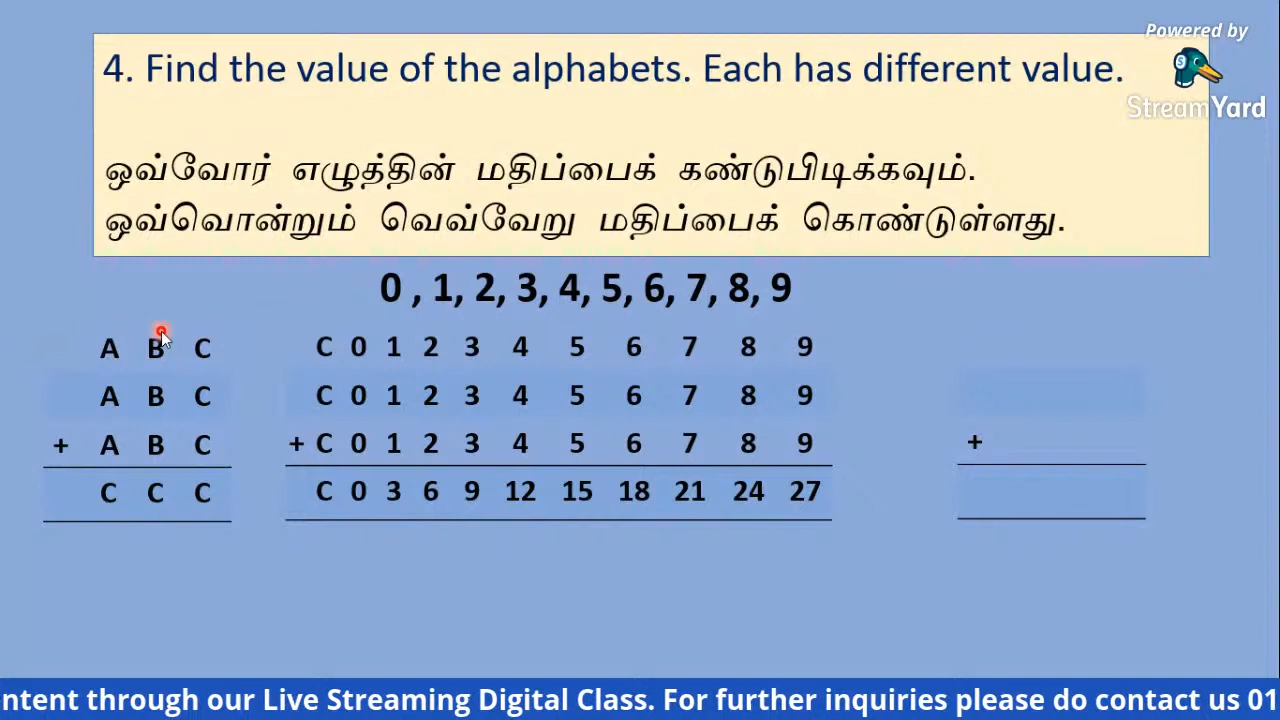 Powered by
StreamYard
4. Find the value of the alphabets. Each has different value.
ஒவ்வோர் எழுத்தின் மதிப்பைக் கண்டுபிடிக்கவும்.
ஒவ்வொன்றும் வெவ்வேறு மதிப்பைக் கொண்டுள்ளது.
0 , 1, 2, 3, 4, 5, 6, 7, 8, 9
A B C
A B C
+ A B C
C C C
C 0 1 2 3 4 5 6 7 8 9
C 0 1 2 3 4 5 6 7 8 9
+ C 0 1 2 3 4 5 6 7 8 9
C 0 3 6 9 12 15 18 21 24 27
+
ntent through our Live Streaming Digital Class. For further inquiries please do contact us 01